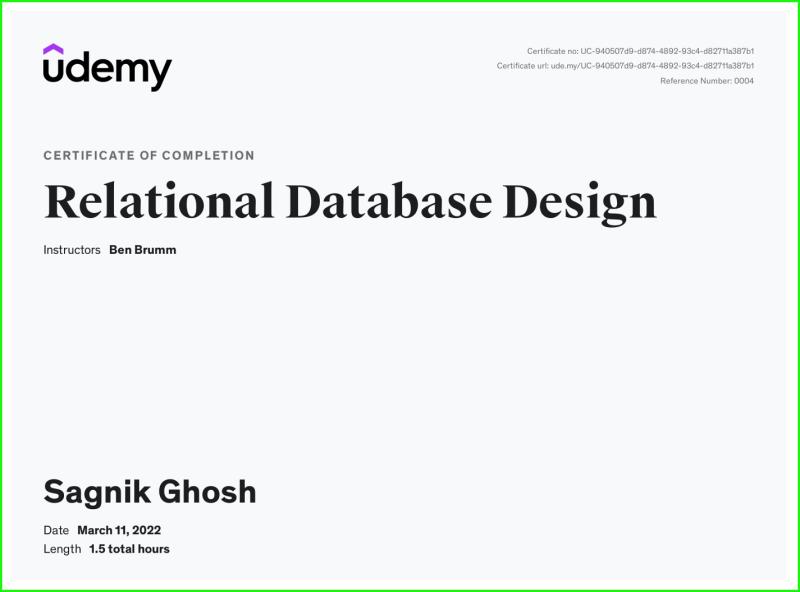 udemy
Certificate no: UC-940507d9-d874-4892-93c4-d82711a387b1
Certificate url: ude.my/UC-940507d9-d874-4892-93c4-d82711a387b1
Reference Number: 0004
CERTIFICATE OF COMPLETION
Relational Database Design
Instructors Ben Brumm
Sagnik Ghosh
Date March 11, 2022
Length 1.5 total hours